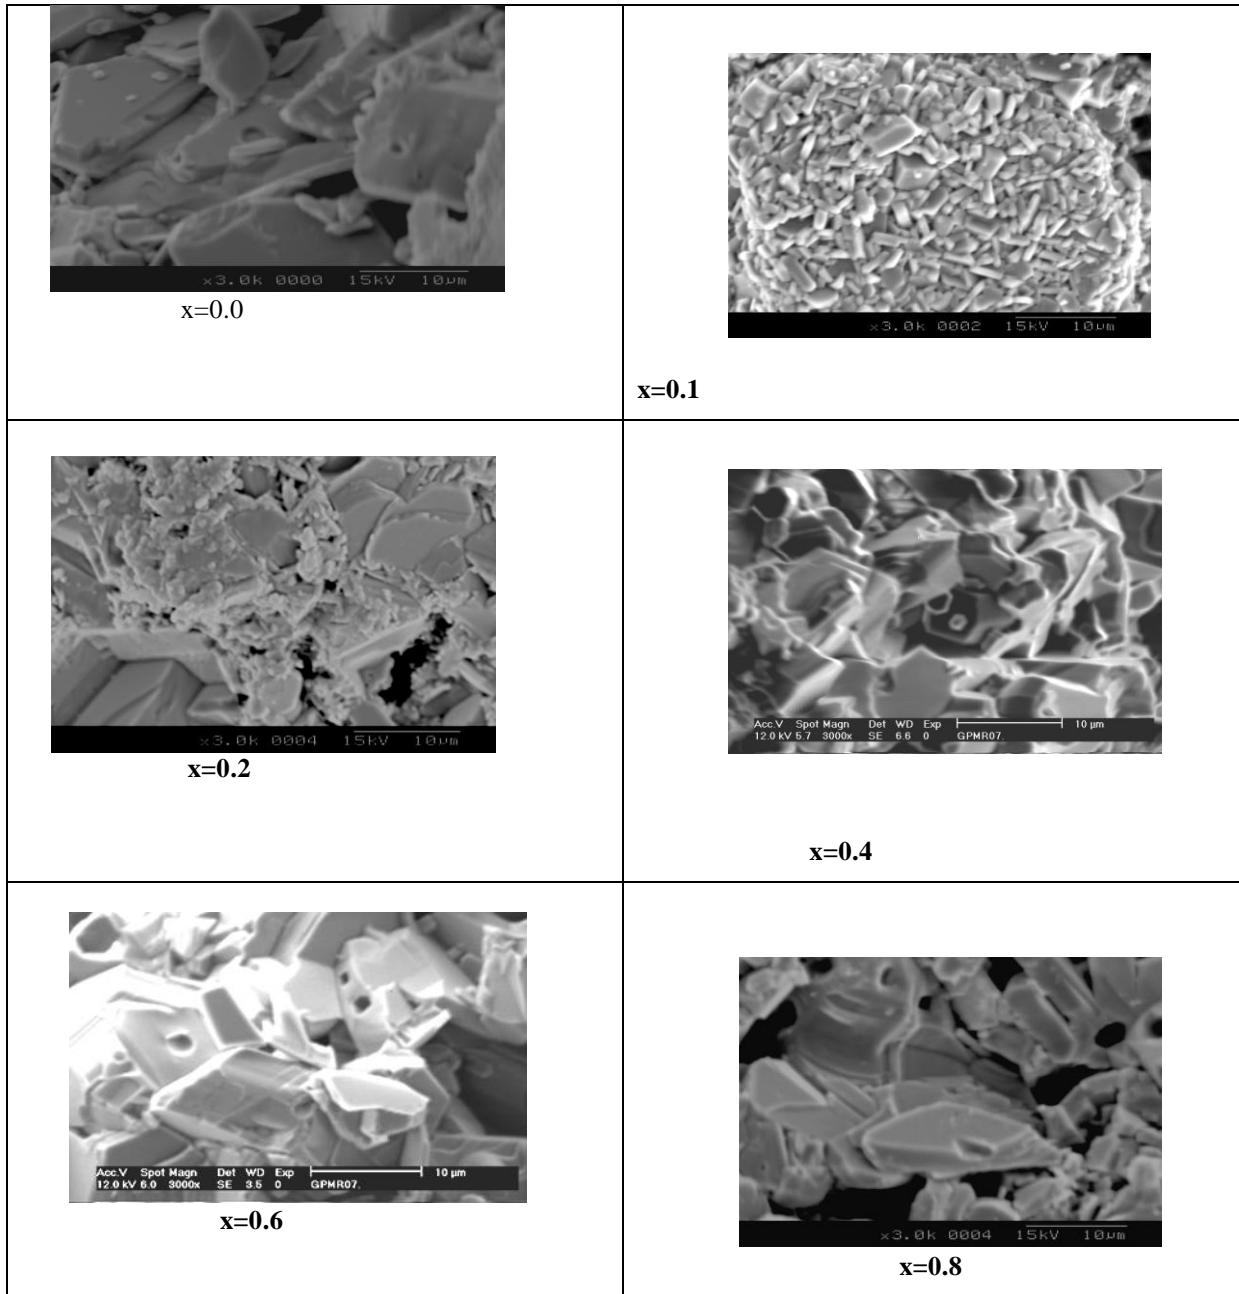 x3.0k 0000 15kV 10µm
x=0.0
x3.0k 0002 15kV 10µm
x=0.1
x3.0k 0004 15kV 10µm
x=0.2
Acc.V Spot Magn Det WD Exp 10 µm
12.0 kV 5.7 3000x SE 6.6 0 GPMR07.
x=0.4
Acc.V Spot Magn Det WD Exp 10 µm
12.0 kV 6.0 3000x SE 3.5 0 GPMR07.
x=0.6
x3.0k 0004 15kV 10µm
x=0.8